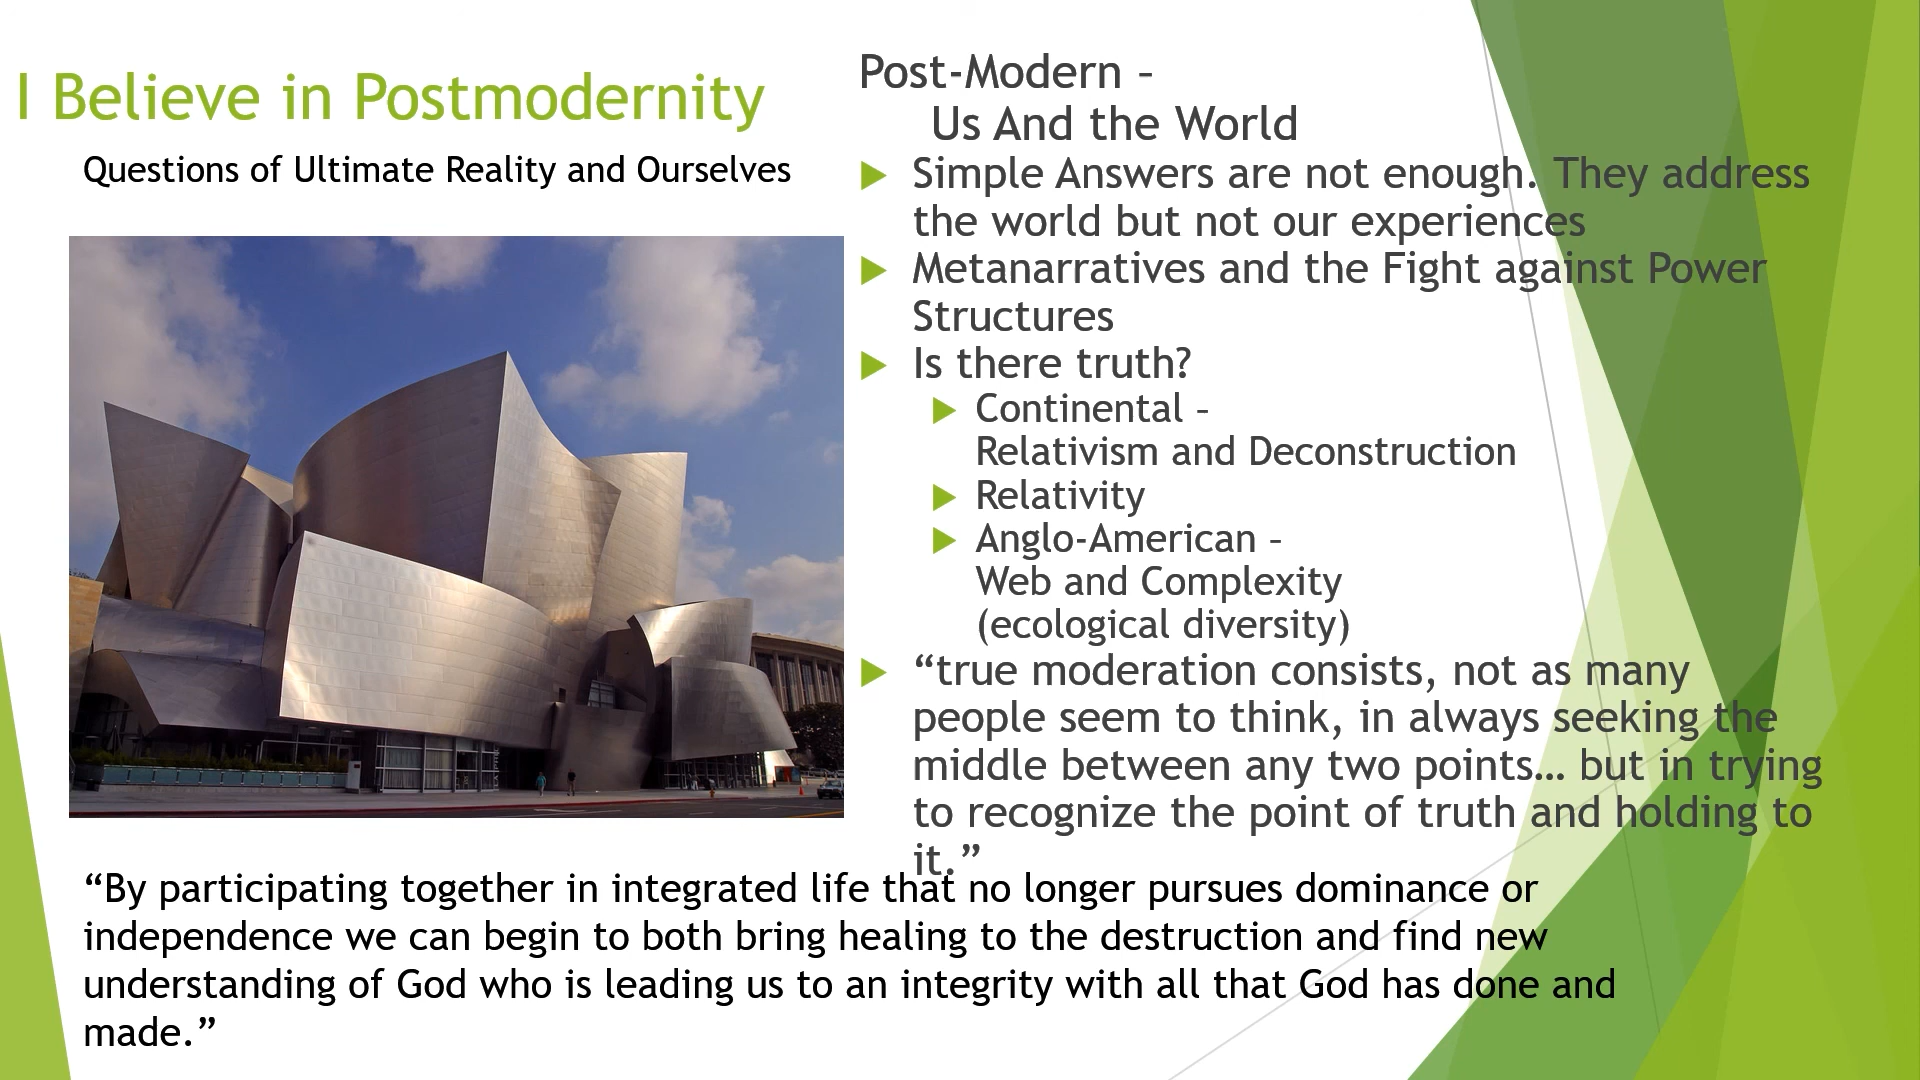 I Believe in Postmodernity
Questions of Ultimate Reality and Ourselves
Post-Modern –
Us And the World
Simple Answers are not enough. They address
the world but not our experiences
Metanarratives and the Fight against Power
Structures
Is there truth?
Continental –
Relativism and Deconstruction
Relativity
Anglo-American –
Web and Complexity
(ecological diversity)
“true moderation consists, not as many
people seem to think, in always seeking the
middle between any two points… but in trying
to recognize the point of truth and holding to
it.”
“By participating together in integrated life that no longer pursues dominance or
independence we can begin to both bring healing to the destruction and find new
understanding of God who is leading us to an integrity with all that God has done and
made.”